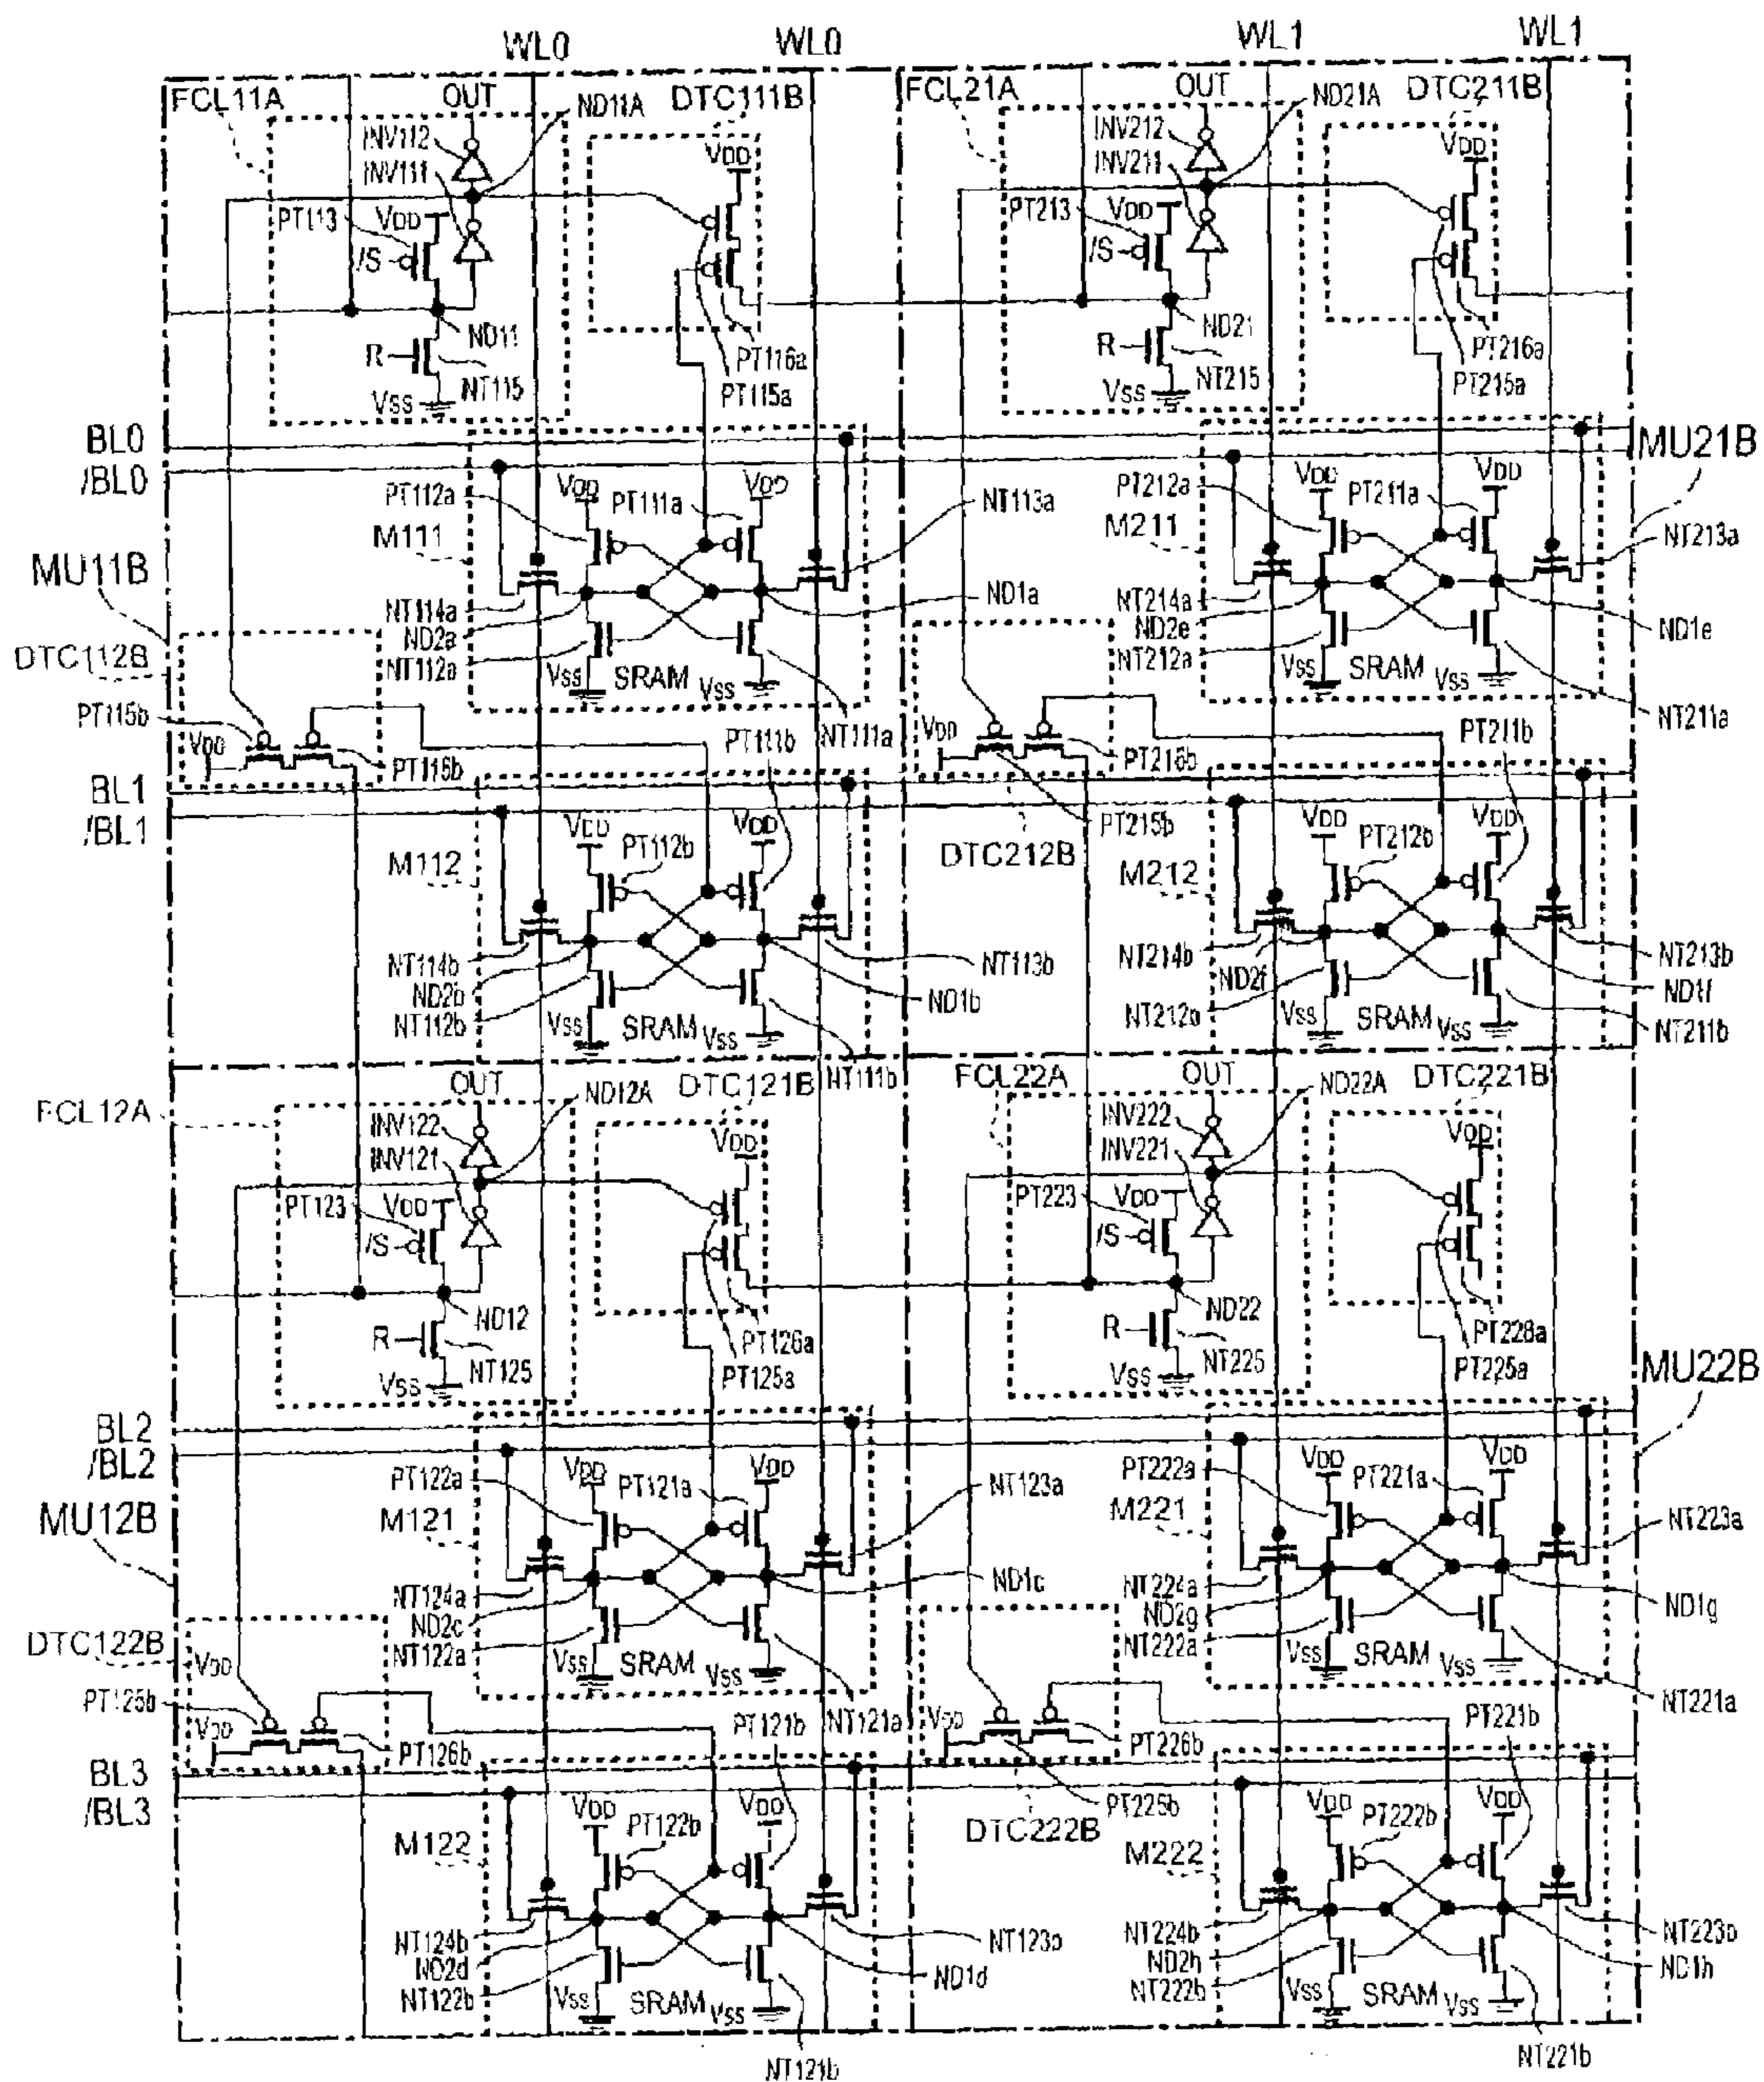 WL0 WL0 WL1 WL1
FCL11A OUT ND11A DTC111B FCL21A OUT ND21A DTC211B
INV112 VDD INV212 VDD
INV111 INV211
PT113 VDD PT213 VDD
/S /S
ND11 ND21
R PT116a R PT216a
NT115 PT115a NT215 PT215a
VSS VSS
BL0 MU21B
/BL0
PT112a VDD PT111a VDD NT113a PT212a VDD PT211a VDD
M111 M211 NT213a
MU11B
NT114a ND1a NT214a ND1e
ND2a ND2e
DTC112B NT112a VSS SRAM VSS NT212a VSS SRAM VSS
PT115b PT111b NT111a VDD PT211b NT211a
VDD PT116b PT216b
BL1
/BL1 PT215b
VDD PT112b VDD DTC212B VDD PT212b VDD
M112 M212
NT114b NT113b NT214b NT213b
ND2b ND1b ND2f ND1f
NT112b VSS SRAM VSS NT212b VSS SRAM VSS NT211b
OUT DTC121B NT111b FCL22A OUT DTC221B
FCL12A ND12A ND22A
INV122 VDD INV222 VDD
INV121 INV221
PT123 VDD PT223 VDD
/S /S
ND12 ND22
R PT126a R PT226a
NT125 PT125a NT225 PT225a
VSS VSS MU22B
BL2
/BL2
PT122a VDD PT121a VDD NT123a PT222a VDD PT221a VDD
MU12B M121 M221 NT223a
NT124a ND1c NT224a ND1g
ND2c ND2g
DTC122B VDD NT122a VSS SRAM VSS NT222a VSS SRAM VSS
PT125b PT121b NT121a VDD PT221b NT221a
VDD PT126b PT226b
BL3
/BL3 PT225b
VDD PT122b VDD DTC222B VDD PT222b VDD
M122 M222
NT124b NT123b NT224b NT223b
ND2d ND1d ND2h ND1h
NT122b VSS SRAM VSS NT222b VSS SRAM VSS
NT121b NT221b